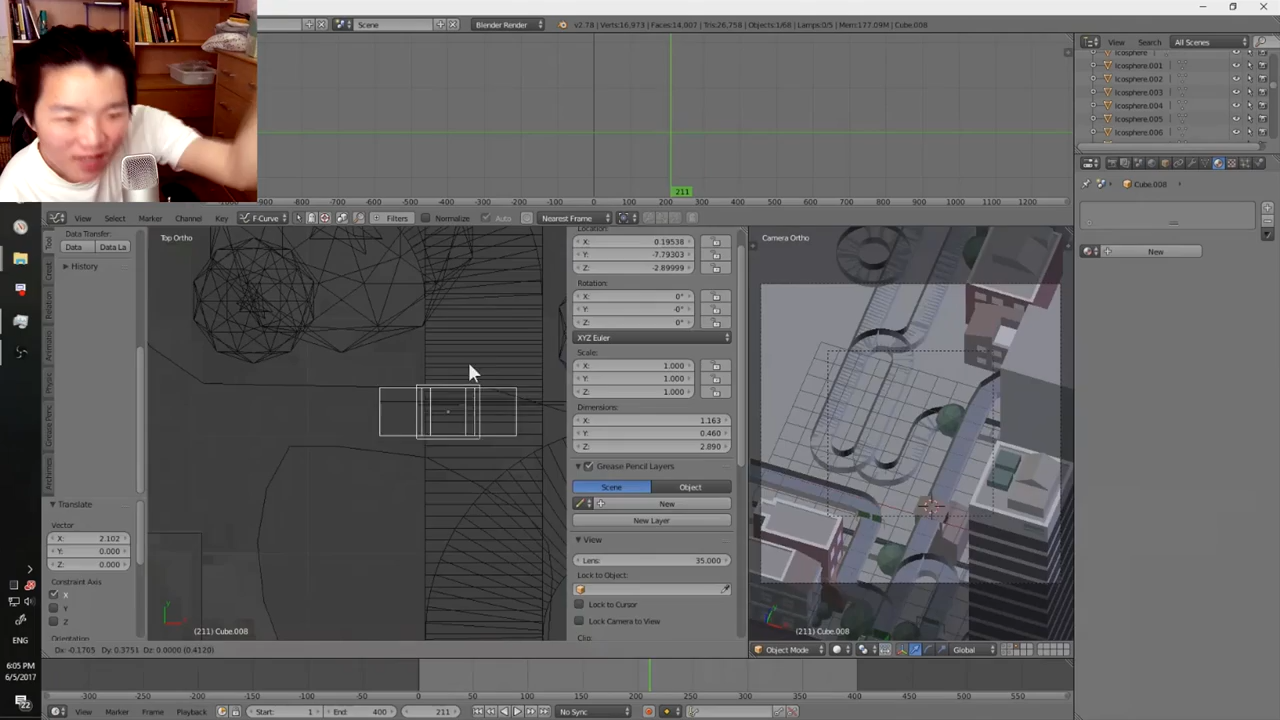 Scene
Blender Render
v2.78 | Verts:16,973 | Faces:14,007 | Tris:26,758 | Objects:1/68 | Lamps:0/5 | Mem:177.09M | Cube.008
View Search All Scenes
Icosphere
Icosphere.001
Icosphere.002
Icosphere.003
Icosphere.004
Icosphere.005
Icosphere.006
-800 -700 -600 -500 -400 -300 -200 -100 0 100 200 300 400 500 600 700 800 900 1000 1100 1200
211
Cube.008
View Select Marker Channel Key F-Curve Filters Normalize Auto Nearest Frame
New
Data Transfer:
Data Data La
History
Top Ortho
Camera Ortho
Location:
X: 0.19538
Y: -7.79303
Z: -2.89999
Rotation:
X: 0°
Y: -0°
Z: 0°
XYZ Euler
Scale:
X: 1.000
Y: 1.000
Z: 1.000
Dimensions:
X: 1.163
Y: 0.460
Z: 2.890
Grease Pencil Layers
Scene Object
New
New Layer
View
Lens: 35.000
Lock to Object:
Lock to Cursor
Lock Camera to View
Clip:
Translate
Vector
X: 2.102
Y: 0.000
Z: 0.000
Constraint Axis
X
Y
Z
Orientation
(211) Cube.008
(211) Cube.008
Dx: -0.1705 Dy: 0.3751 Dz: 0.0000 (0.4120)
Object Mode Global
ENG
6:05 PM
6/5/2017
22
-300 -200 -100 0 100 200 300 400 500 550
View Marker Frame Playback Start: 1 End: 400 211 No Sync